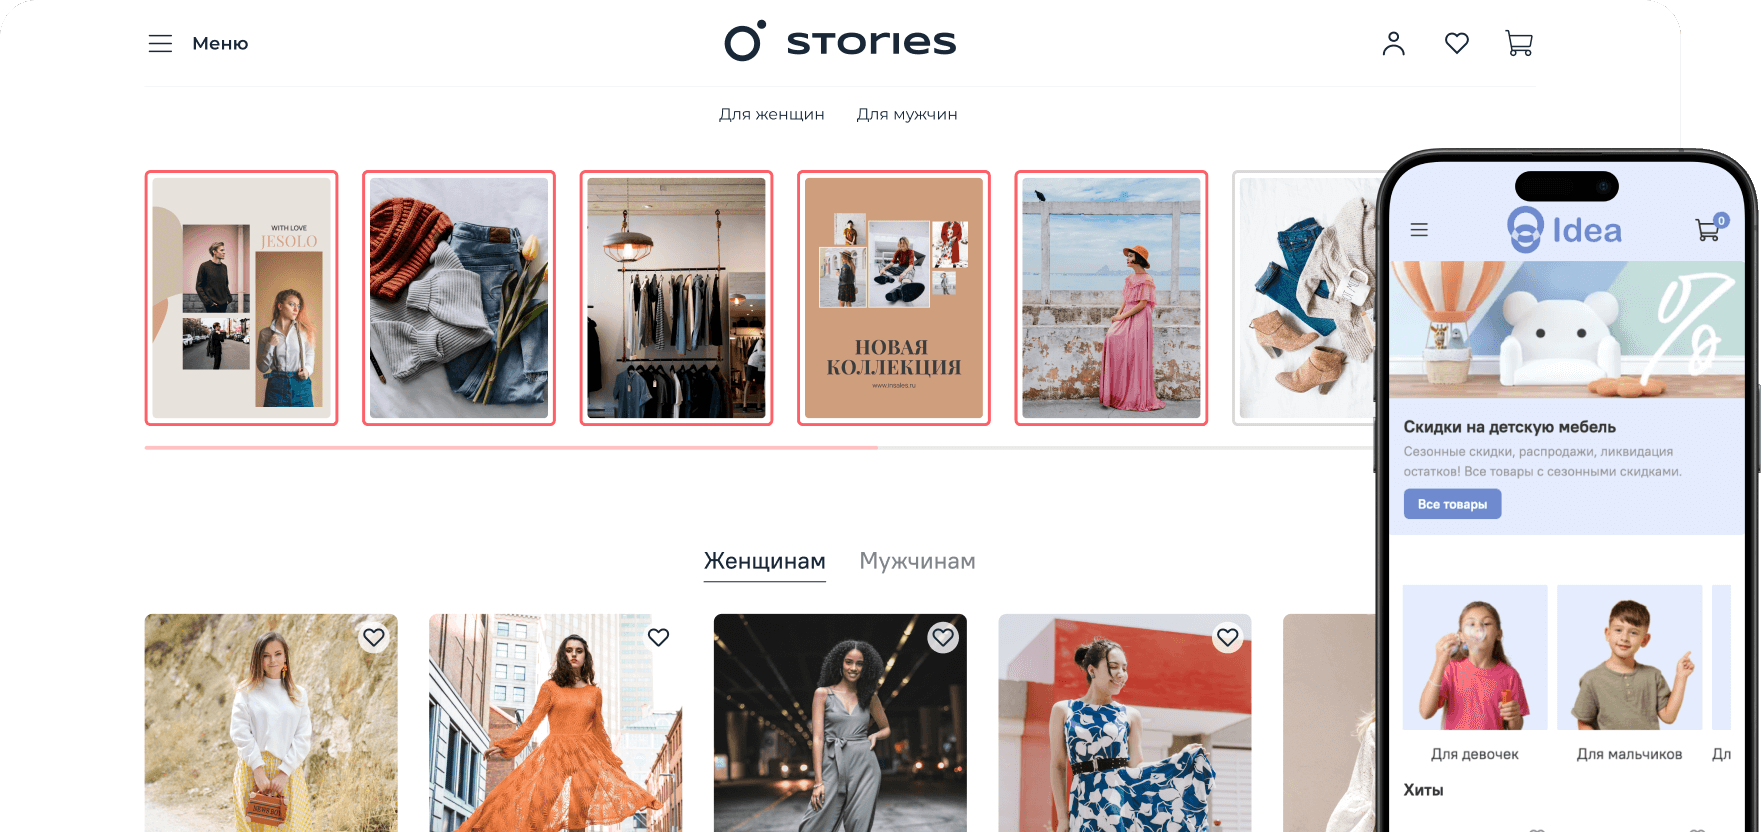 Меню
stories
Для женщин
Для мужчин
WITH LOVE
JESOLO
НОВАЯ
КОЛЛЕКЦИЯ
www.insales.ru
Женщинам
Мужчинам
Idea
0
%
Скидки на детскую мебель
Сезонные скидки, распродажи, ликвидация
остатков! Все товары с сезонными скидками.
Все товары
Для девочек
Для мальчиков
Дл
Хиты